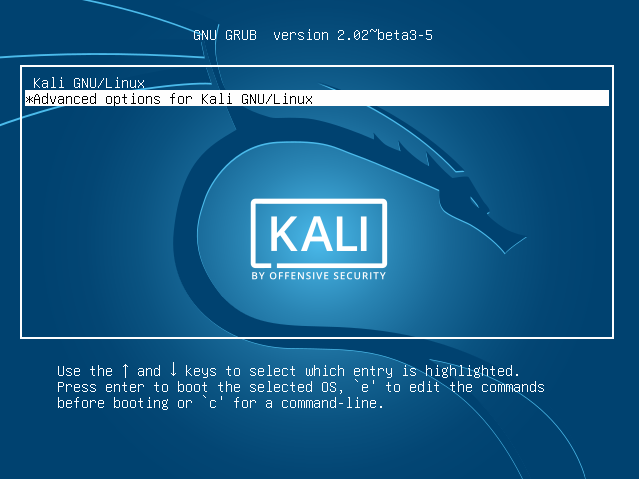 GNU GRUB  version 2.02~beta3-5
Kali GNU/Linux
*Advanced options for Kali GNU/Linux
KALI
BY OFFENSIVE SECURITY
Use the ↑ and ↓ keys to select which entry is highlighted.
Press enter to boot the selected OS, `e' to edit the commands
before booting or `c' for a command-line.